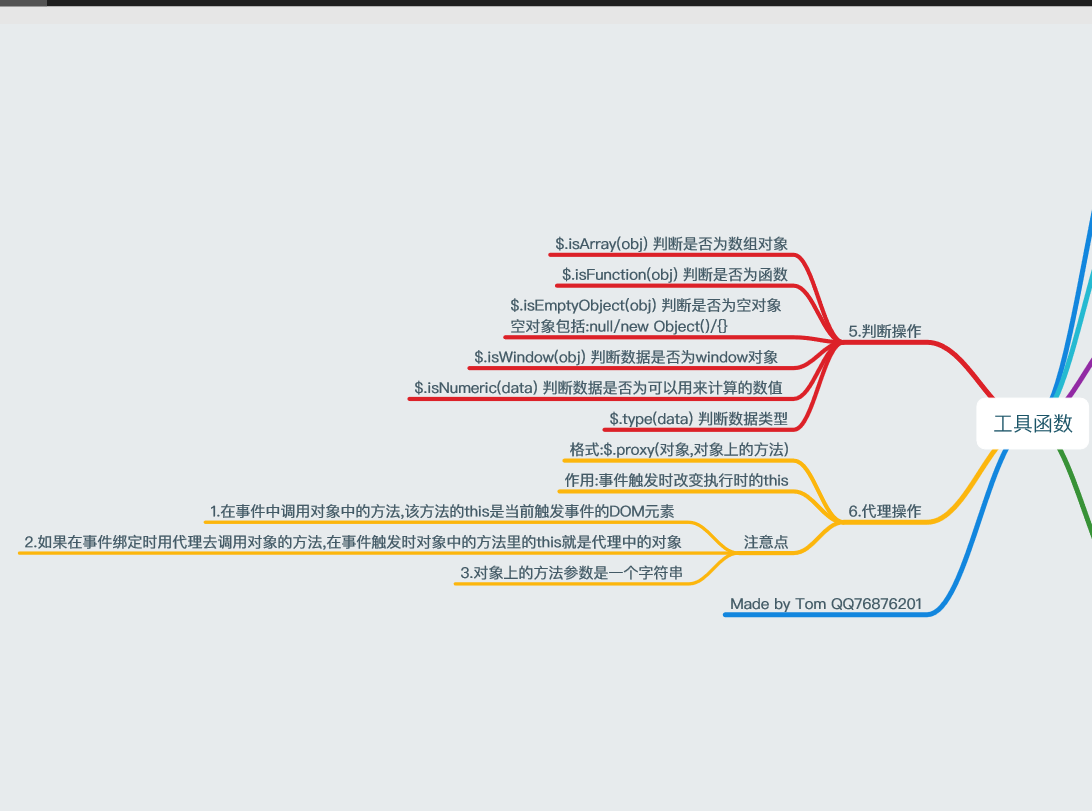 $.isArray(obj) 判断是否为数组对象
$.isFunction(obj) 判断是否为函数
$.isEmptyObject(obj) 判断是否为空对象
空对象包括:null/new Object()/{}
5.判断操作
$.isWindow(obj) 判断数据是否为window对象
$.isNumeric(data) 判断数据是否为可以用来计算的数值
$.type(data) 判断数据类型
工具函数
格式:$.proxy(对象,对象上的方法)
作用:事件触发时改变执行时的this
6.代理操作
1.在事件中调用对象中的方法,该方法的this是当前触发事件的DOM元素
2.如果在事件绑定时用代理去调用对象的方法,在事件触发时对象中的方法里的this就是代理中的对象
注意点
3.对象上的方法参数是一个字符串
Made by Tom QQ76876201